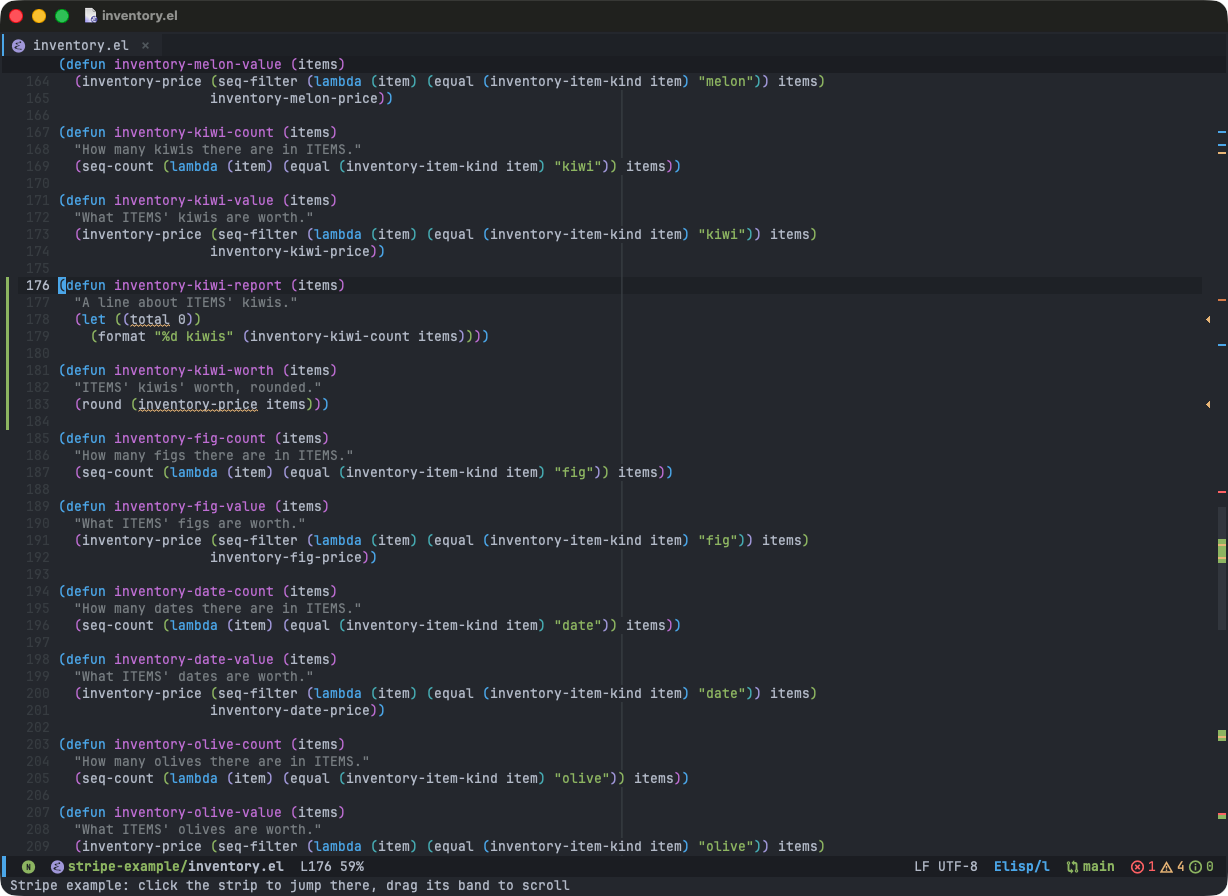 inventory.el
inventory.el ×
(defun inventory-melon-value (items)
164 (inventory-price (seq-filter (lambda (item) (equal (inventory-item-kind item) "melon")) items)
165 inventory-melon-price))
166
167 (defun inventory-kiwi-count (items)
168 "How many kiwis there are in ITEMS."
169 (seq-count (lambda (item) (equal (inventory-item-kind item) "kiwi")) items))
170
171 (defun inventory-kiwi-value (items)
172 "What ITEMS' kiwis are worth."
173 (inventory-price (seq-filter (lambda (item) (equal (inventory-item-kind item) "kiwi")) items)
174 inventory-kiwi-price))
175
176 (defun inventory-kiwi-report (items)
177 "A line about ITEMS' kiwis."
178 (let ((total 0))
179 (format "%d kiwis" (inventory-kiwi-count items))))
180
181 (defun inventory-kiwi-worth (items)
182 "ITEMS' kiwis' worth, rounded."
183 (round (inventory-price items)))
184
185 (defun inventory-fig-count (items)
186 "How many figs there are in ITEMS."
187 (seq-count (lambda (item) (equal (inventory-item-kind item) "fig")) items))
188
189 (defun inventory-fig-value (items)
190 "What ITEMS' figs are worth."
191 (inventory-price (seq-filter (lambda (item) (equal (inventory-item-kind item) "fig")) items)
192 inventory-fig-price))
193
194 (defun inventory-date-count (items)
195 "How many dates there are in ITEMS."
196 (seq-count (lambda (item) (equal (inventory-item-kind item) "date")) items))
197
198 (defun inventory-date-value (items)
199 "What ITEMS' dates are worth."
200 (inventory-price (seq-filter (lambda (item) (equal (inventory-item-kind item) "date")) items)
201 inventory-date-price))
202
203 (defun inventory-olive-count (items)
204 "How many olives there are in ITEMS."
205 (seq-count (lambda (item) (equal (inventory-item-kind item) "olive")) items))
206
207 (defun inventory-olive-value (items)
208 "What ITEMS' olives are worth."
209 (inventory-price (seq-filter (lambda (item) (equal (inventory-item-kind item) "olive")) items)
N stripe-example/inventory.el L176 59% LF UTF-8 Elisp/l main 1 4 0
Stripe example: click the strip to jump there, drag its band to scroll